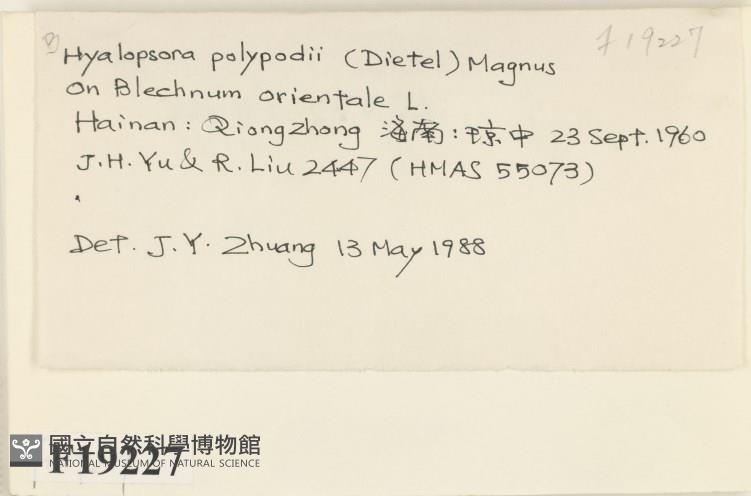 F19227
Hyalopsora polypodii (Dietel) Magnus
on Blechnum orientale L.
Hainan: Qiongzhong 海南:琼中 23 Sept. 1960
J.H. Yu & R. Liu 2447 (HMAS 55073)
Det. J.Y. Zhuang 13 May 1988
國立自然科學博物館
NATIONAL MUSEUM OF NATURAL SCIENCE
F19227